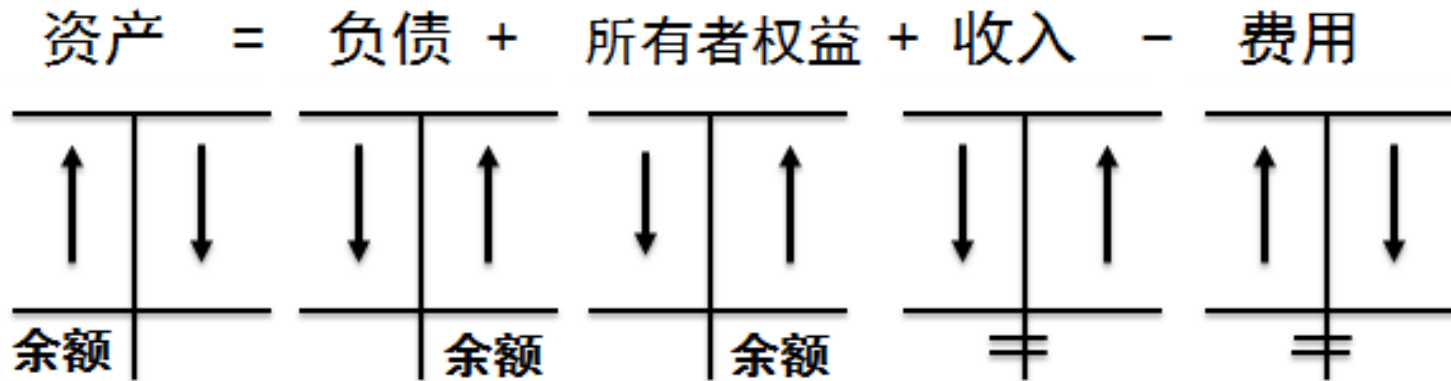 资产 = 负债 + 所有者权益 + 收入 - 费用
余额 余额 余额